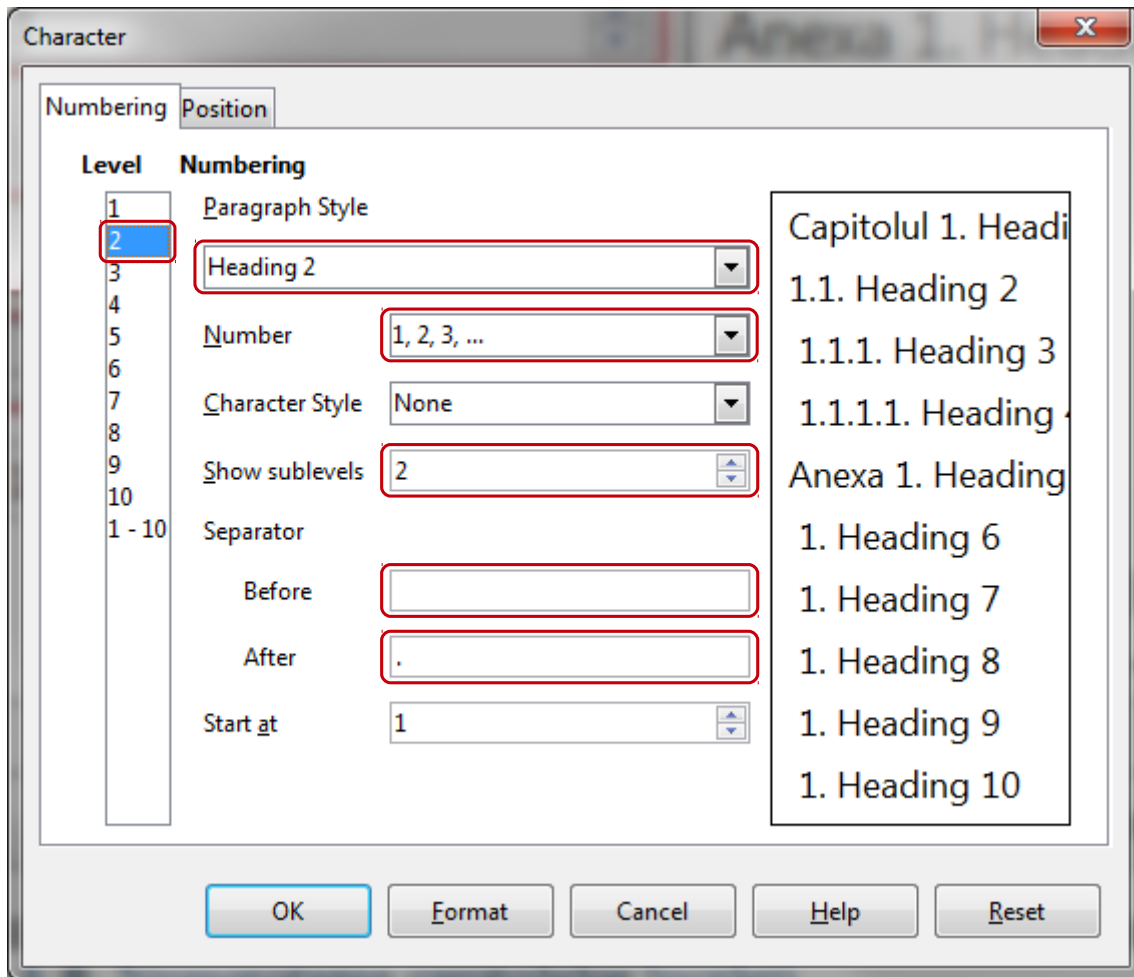 Character
Anexa 1. He
Numbering Position
Level Numbering
1
2
3
4
5
6
7
8
9
10
1 - 10
Paragraph Style
Heading 2
Number 1, 2, 3, ...
Character Style None
Show sublevels 2
Separator
Before
After .
Start at 1
Capitolul 1. Headi
1.1. Heading 2
1.1.1. Heading 3
1.1.1.1. Heading
Anexa 1. Heading
1. Heading 6
1. Heading 7
1. Heading 8
1. Heading 9
1. Heading 10
OK Format Cancel Help Reset